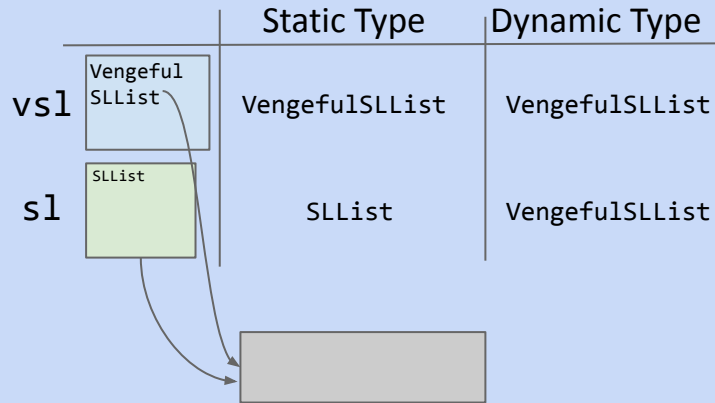 Static Type Dynamic Type
vsl Vengeful SLList VengefulSLList VengefulSLList
sl SLList SLList VengefulSLList